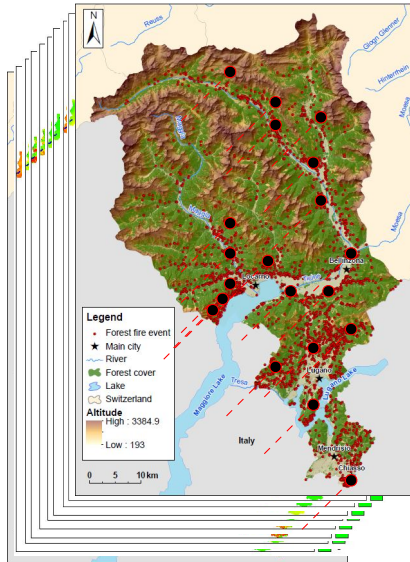 N
Reuss
Glogn Glenner
Hinterrhein
Moesa
Maggia
Moesa
Maggia
Bellinzona
Ticino
Locarno
Legend
Forest fire event
Main city
River
Forest cover
Lake
Switzerland
Altitude
High : 3384.9
Low : 193
0 5 10 km
Lugano
Tresa
Maggiore Lake
Lugano Lake
Italy
Mendrisio
Chiasso